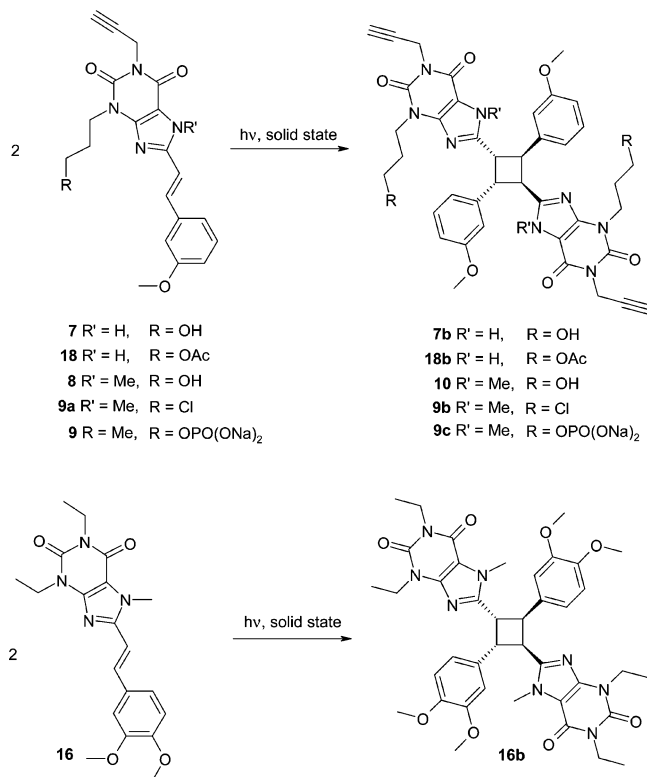 O N O
N NR'
N
R
O
2
hν, solid state
O
O N O
N N R'
N
R
R
N
R' N N
O O
O N
7 R' = H, R = OH
18 R' = H, R = OAc
8 R' = Me, R = OH
9a R' = Me, R = Cl
9 R = Me, R = OPO(ONa)₂
7b R' = H, R = OH
18b R' = H, R = OAc
10 R' = Me, R = OH
9b R' = Me, R = Cl
9c R' = Me, R = OPO(ONa)₂
O N O
N N
N
O O
2
16
hν, solid state
O N O
O O
N N
N
N
N N
O O
O N O
16b